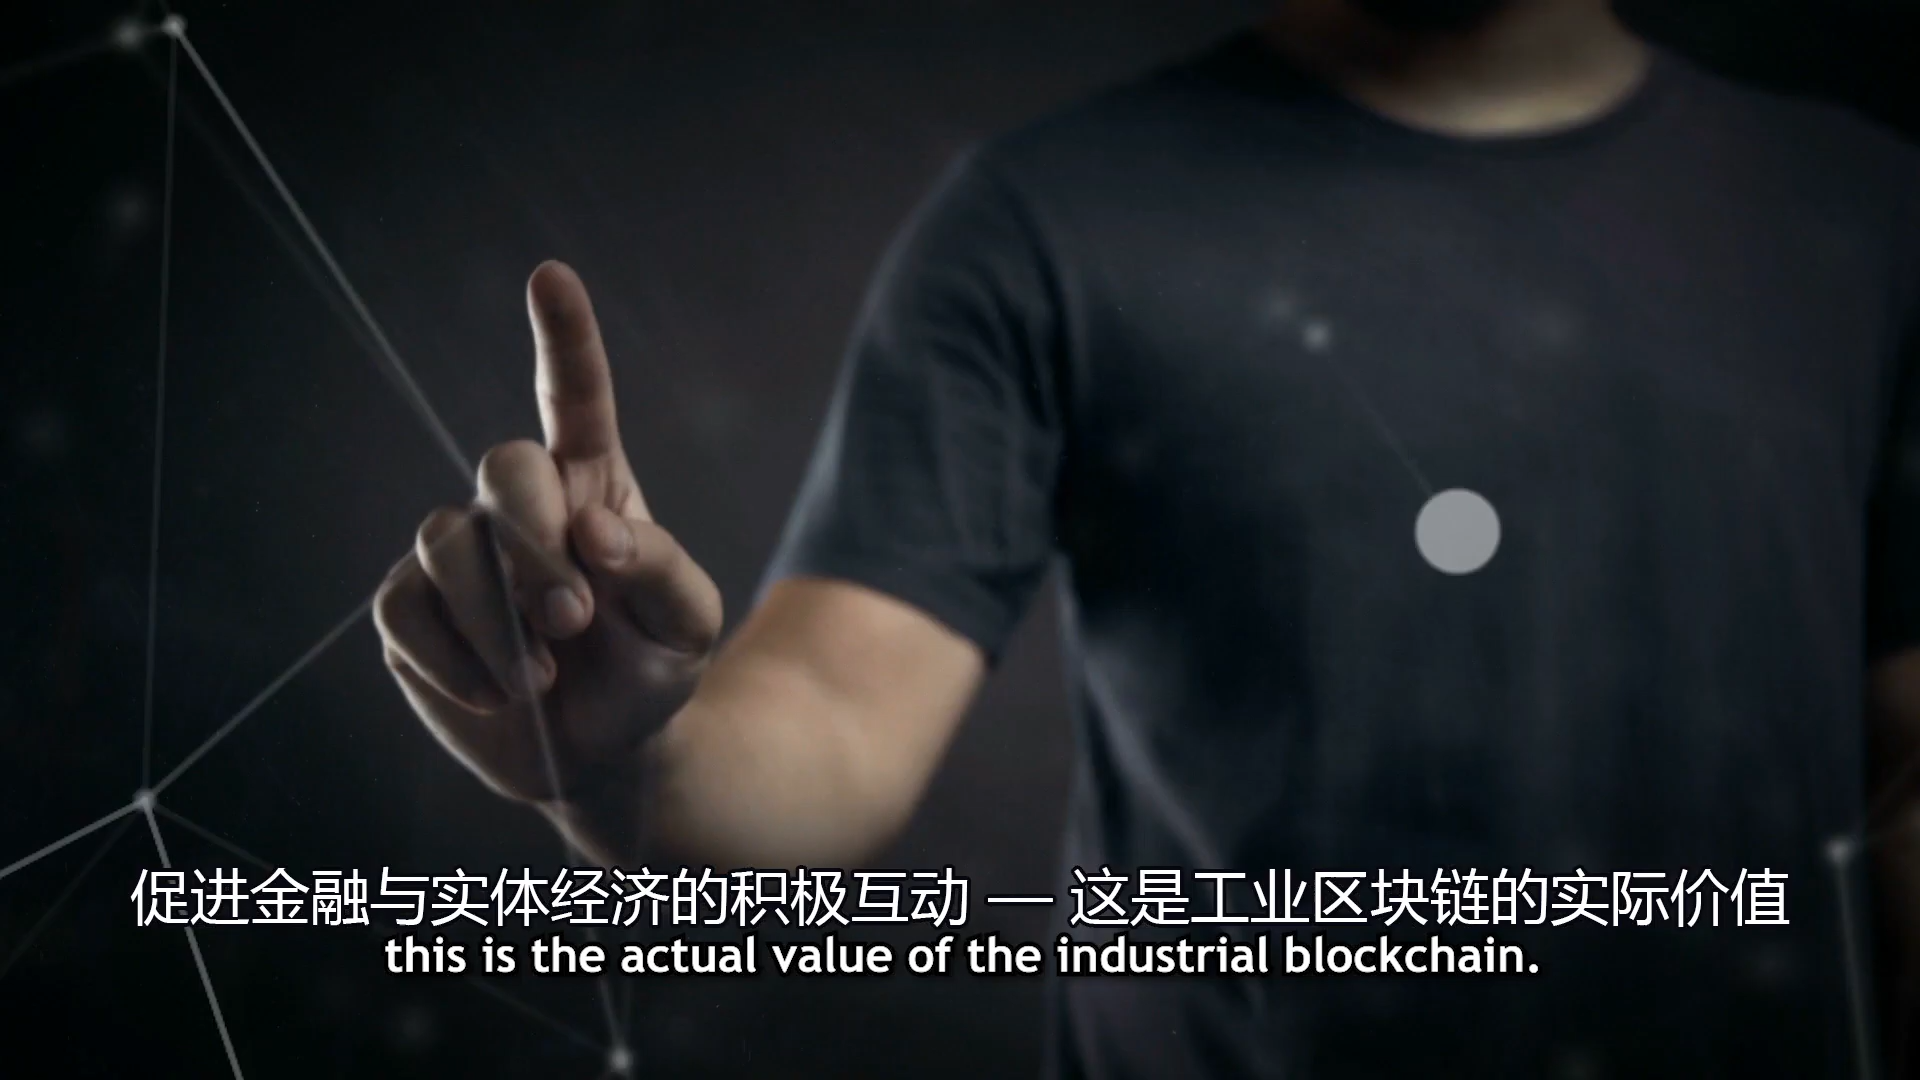 促进金融与实体经济的积极互动 — 这是工业区块链的实际价值
this is the actual value of the industrial blockchain.